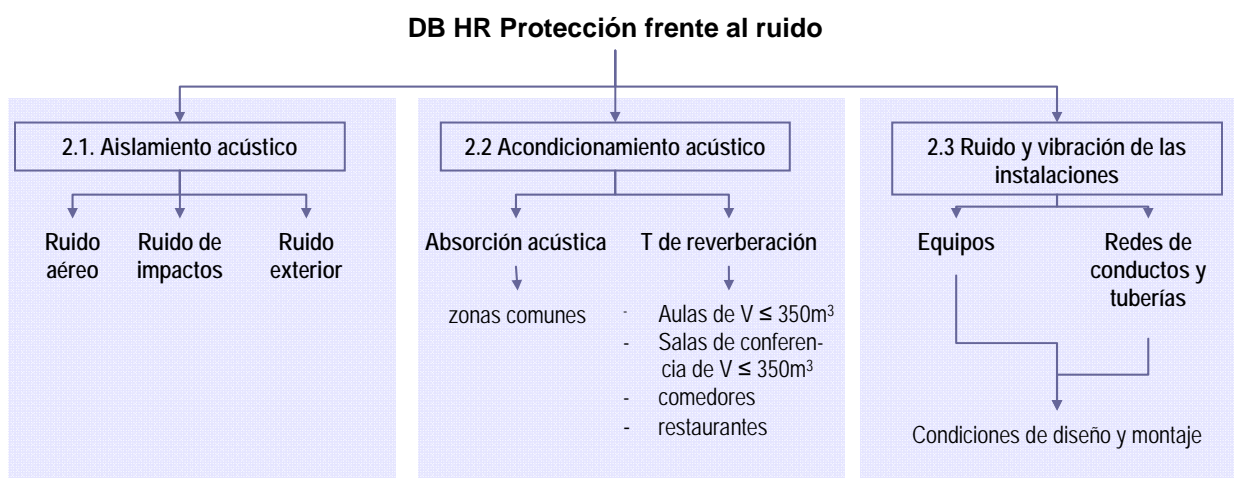 DB HR Protección frente al ruido
2.1. Aislamiento acústico
Ruido
aéreo
Ruido de
impactos
Ruido
exterior
2.2 Acondicionamiento acústico
Absorción acústica
zonas comunes
T de reverberación
- Aulas de V ≤ 350m³
- Salas de conferen-
cia de V ≤ 350m³
- comedores
- restaurantes
2.3 Ruido y vibración de las
instalaciones
Equipos
Redes de
conductos y
tuberías
Condiciones de diseño y montaje